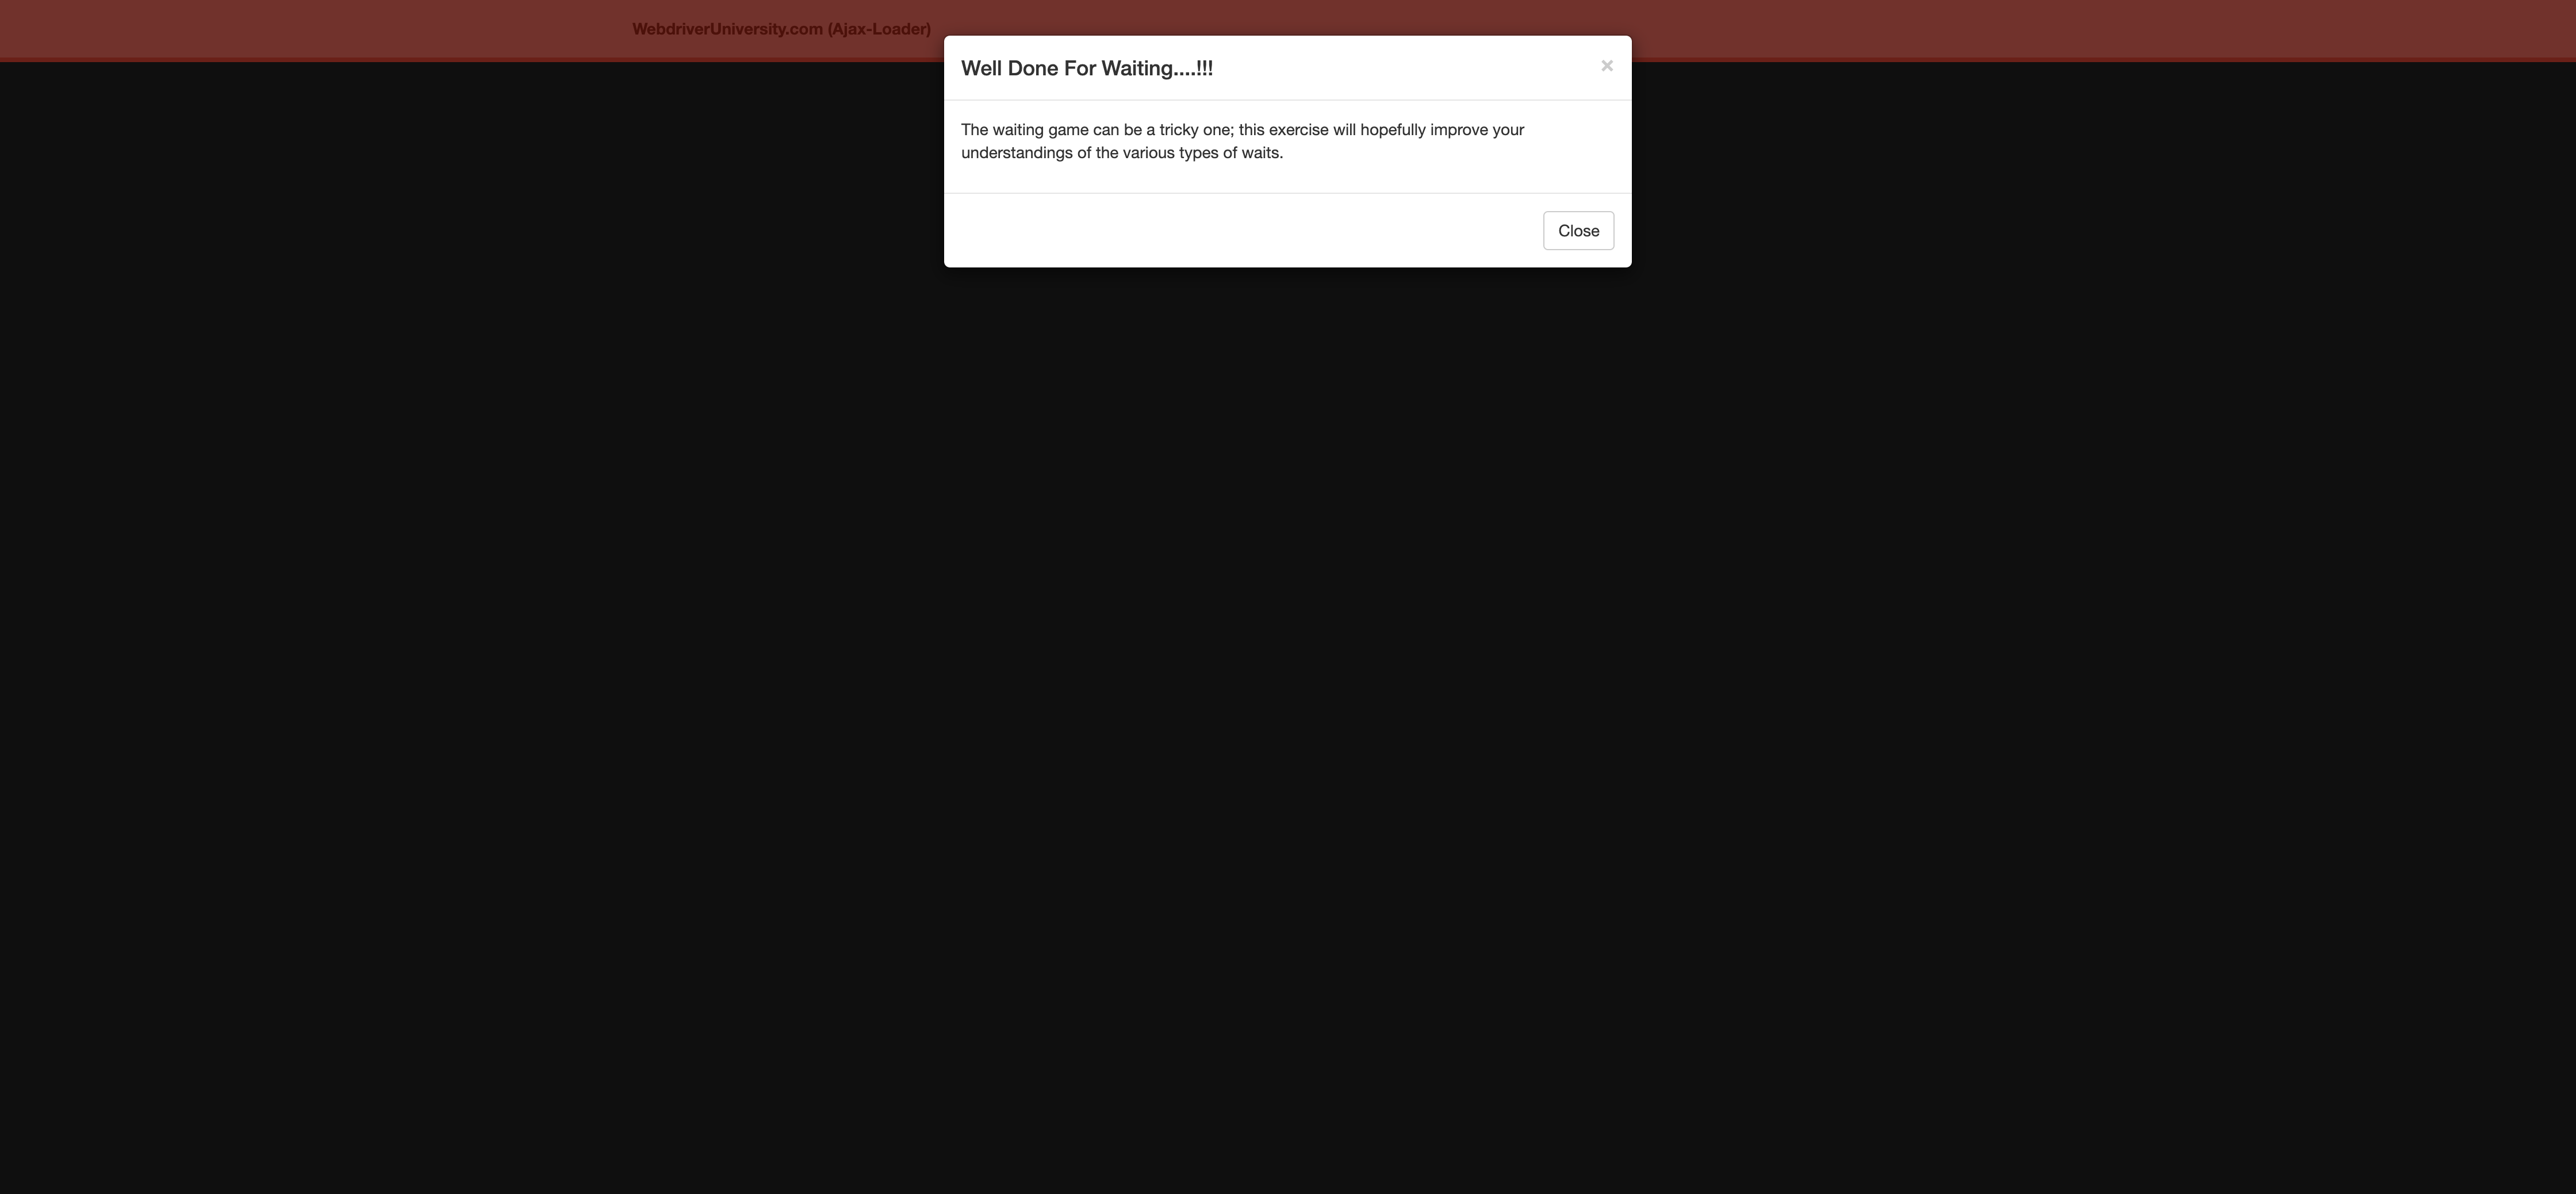 WebdriverUniversity.com (Ajax-Loader)
Well Done For Waiting....!!!
×
The waiting game can be a tricky one; this exercise will hopefully improve your
understandings of the various types of waits.
Close